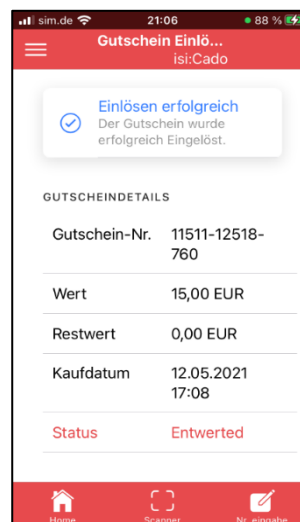 sim.de 21:06 88 %
Gutschein Einlö...
isi:Cado
Einlösen erfolgreich
Der Gutschein wurde
erfolgreich Eingelöst.
GUTSCHEINDETAILS
Gutschein-Nr. 11511-12518-
760
Wert 15,00 EUR
Restwert 0,00 EUR
Kaufdatum 12.05.2021
17:08
Status Entwerted
Home Scanner Nr. eingabe